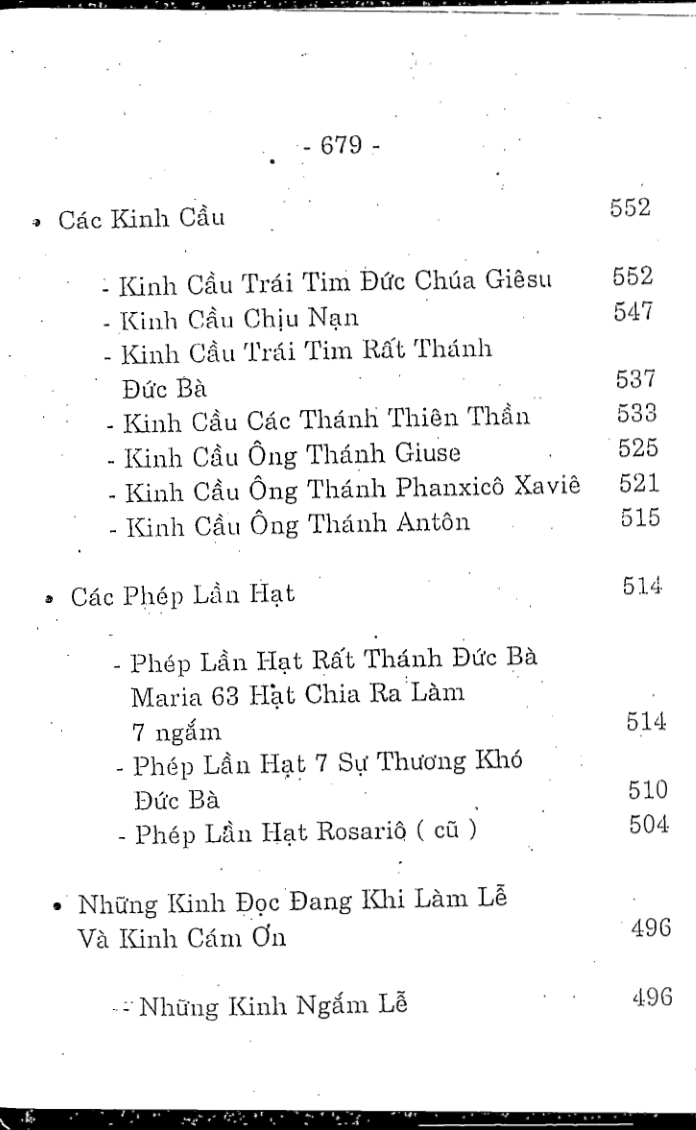 - 679 -
• Các Kinh Cầu 552
- Kinh Cầu Trái Tim Đức Chúa Giêsu 552
- Kinh Cầu Chịu Nạn 547
- Kinh Cầu Trái Tim Rất Thánh
Đức Bà 537
- Kinh Cầu Các Thánh Thiên Thần 533
- Kinh Cầu Ông Thánh Giuse 525
- Kinh Cầu Ông Thánh Phanxicô Xaviê 521
- Kinh Cầu Ông Thánh Antôn 515
• Các Phép Lần Hạt 514
- Phép Lần Hạt Rất Thánh Đức Bà
Maria 63 Hạt Chia Ra Làm
7 ngắm 514
- Phép Lần Hạt 7 Sự Thương Khó
Đức Bà 510
- Phép Lần Hạt Rosariô ( cũ ) 504
• Những Kinh Đọc Đang Khi Làm Lễ
Và Kinh Cám Ơn 496
- Những Kinh Ngắm Lễ 496